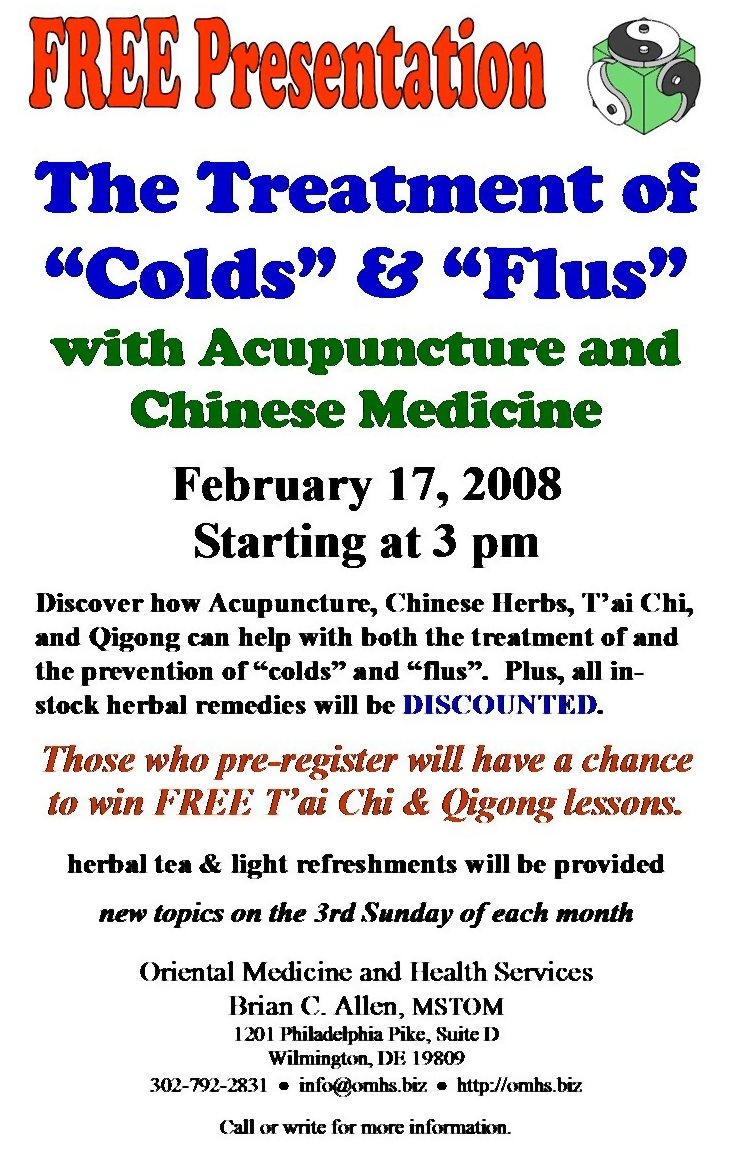 FREE Presentation
The Treatment of
“Colds” & “Flus”
with Acupuncture and
Chinese Medicine
February 17, 2008
Starting at 3 pm
Discover how Acupuncture, Chinese Herbs, T’ai Chi,
and Qigong can help with both the treatment of and
the prevention of “colds” and “flus”. Plus, all in-
stock herbal remedies will be DISCOUNTED.
Those who pre-register will have a chance
to win FREE T’ai Chi & Qigong lessons.
herbal tea & light refreshments will be provided
new topics on the 3rd Sunday of each month
Oriental Medicine and Health Services
Brian C. Allen, MSTOM
1201 Philadelphia Pike, Suite D
Wilmington, DE 19809
302-792-2831 • info@omhs.biz • http://omhs.biz
Call or write for more information.